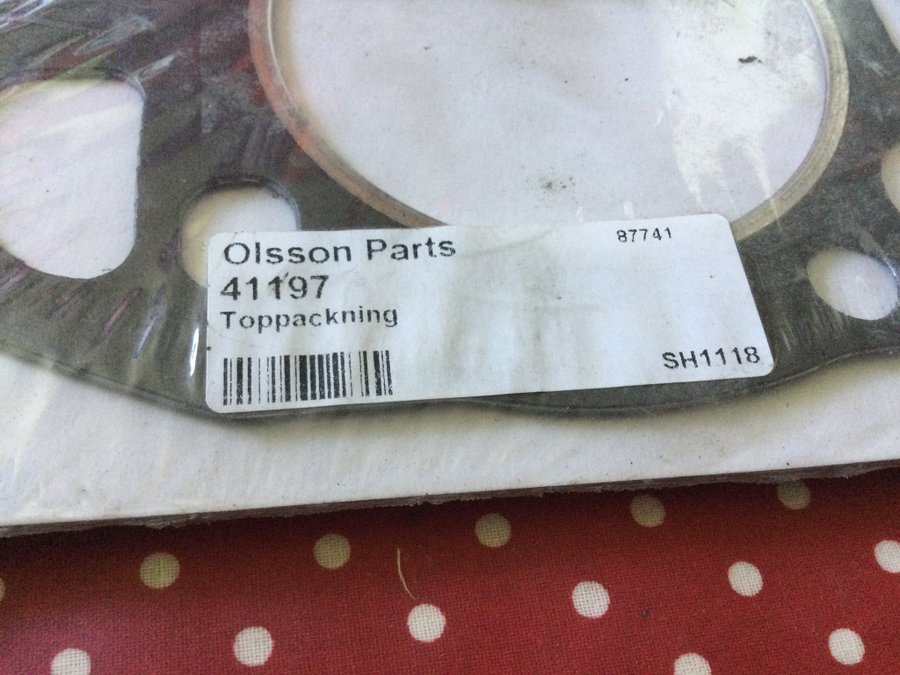 Olsson Parts
87741
41197
Toppackning
SH1118